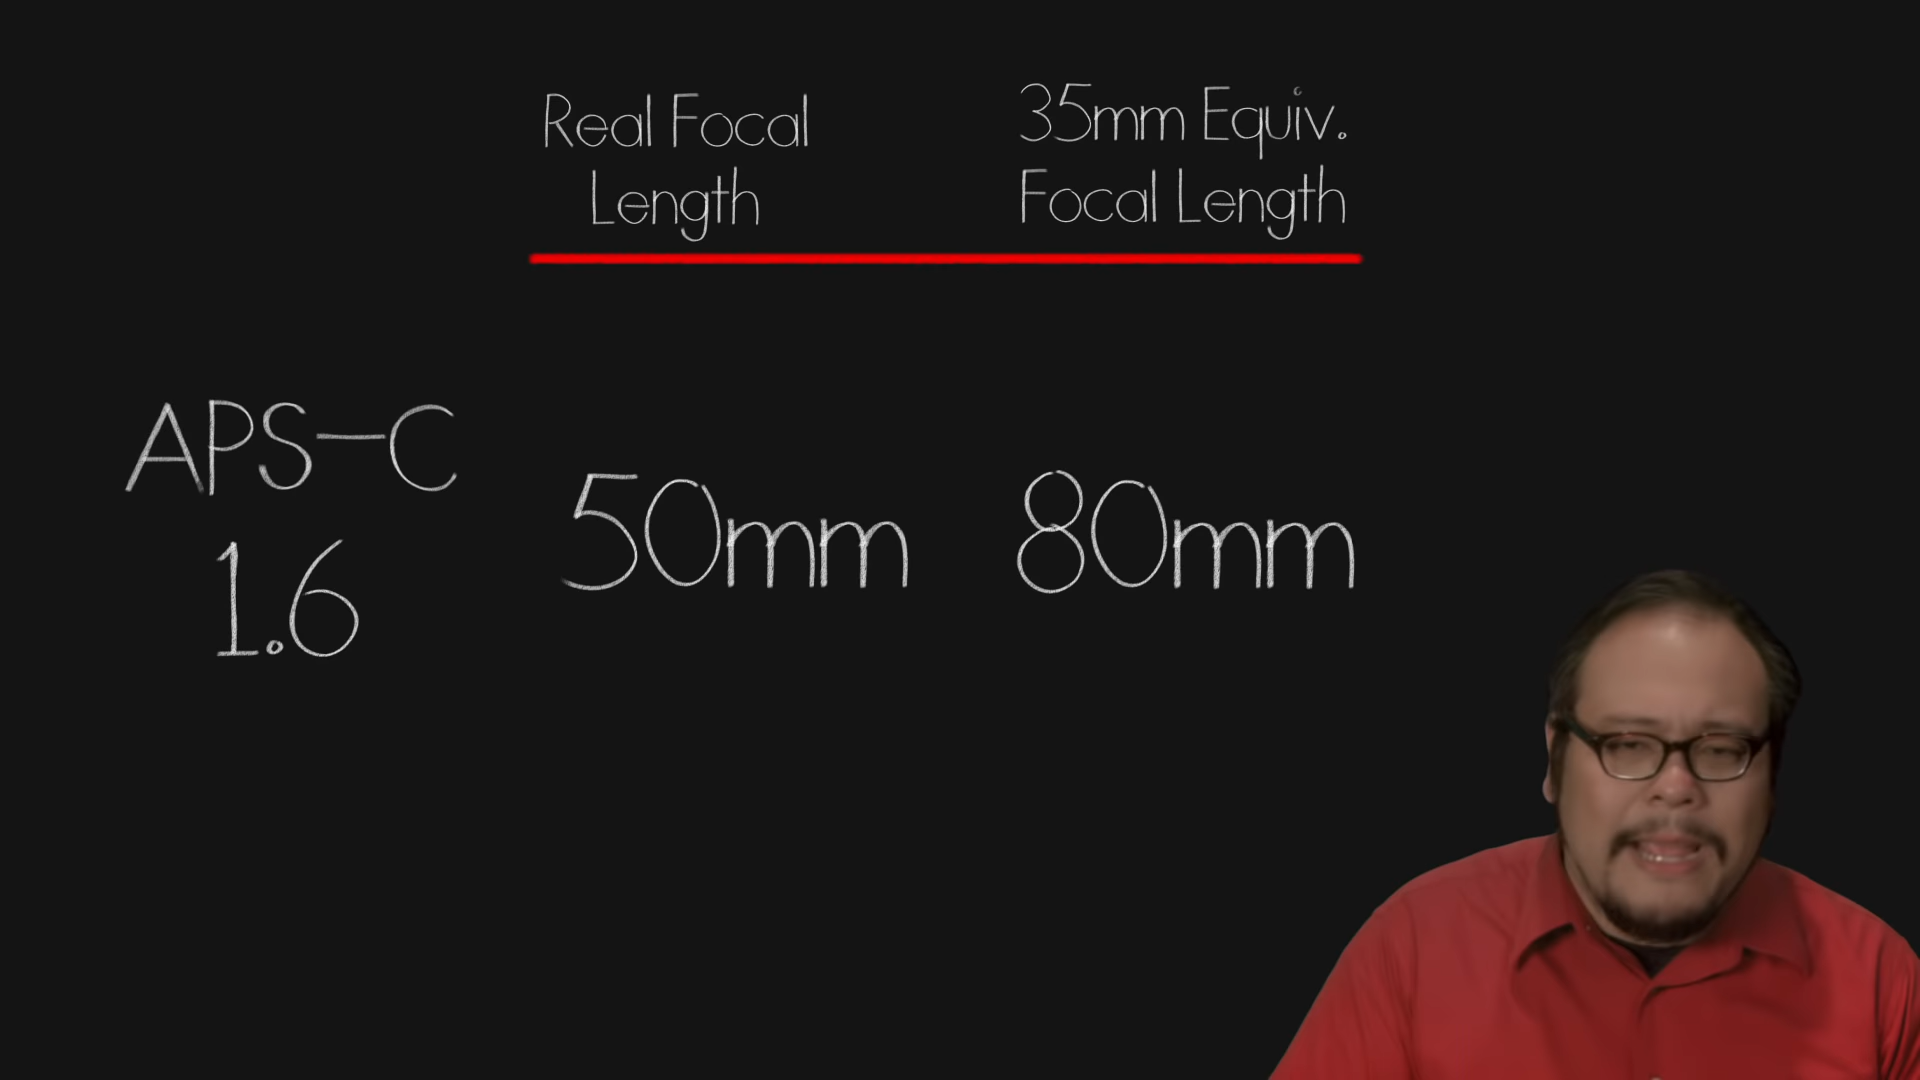 Real Focal
Length
35mm Equiv.
Focal Length
APS-C
1.6
50mm
80mm